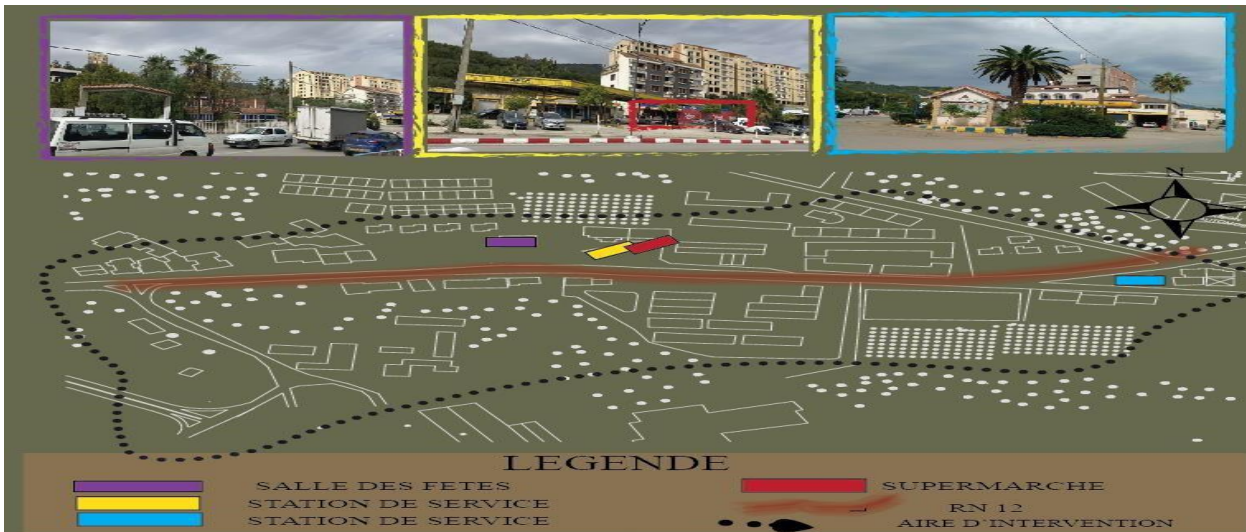 N
LEGENDE
SALLE DES FETES
SUPERMARCHE
STATION DE SERVICE
RN 12
STATION DE SERVICE
AIRE D'INTERVENTION